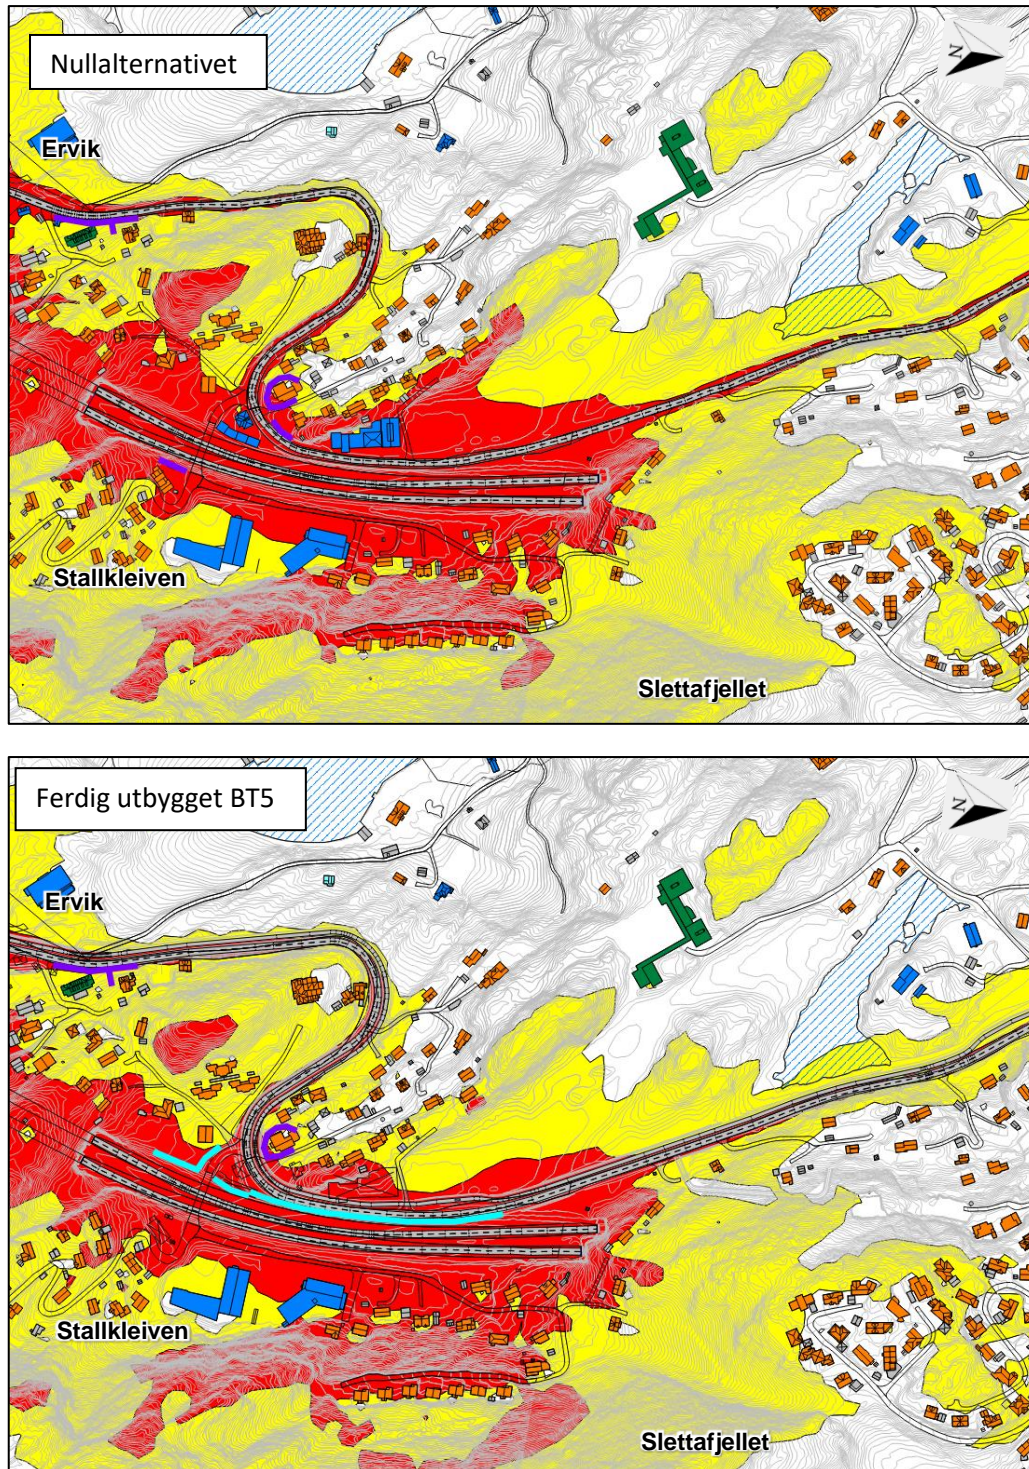 Nullalternativet
N
Ervik
Stallkleiven
Slettafjellet
Ferdig utbygget BT5
N
Ervik
Stallkleiven
Slettafjellet